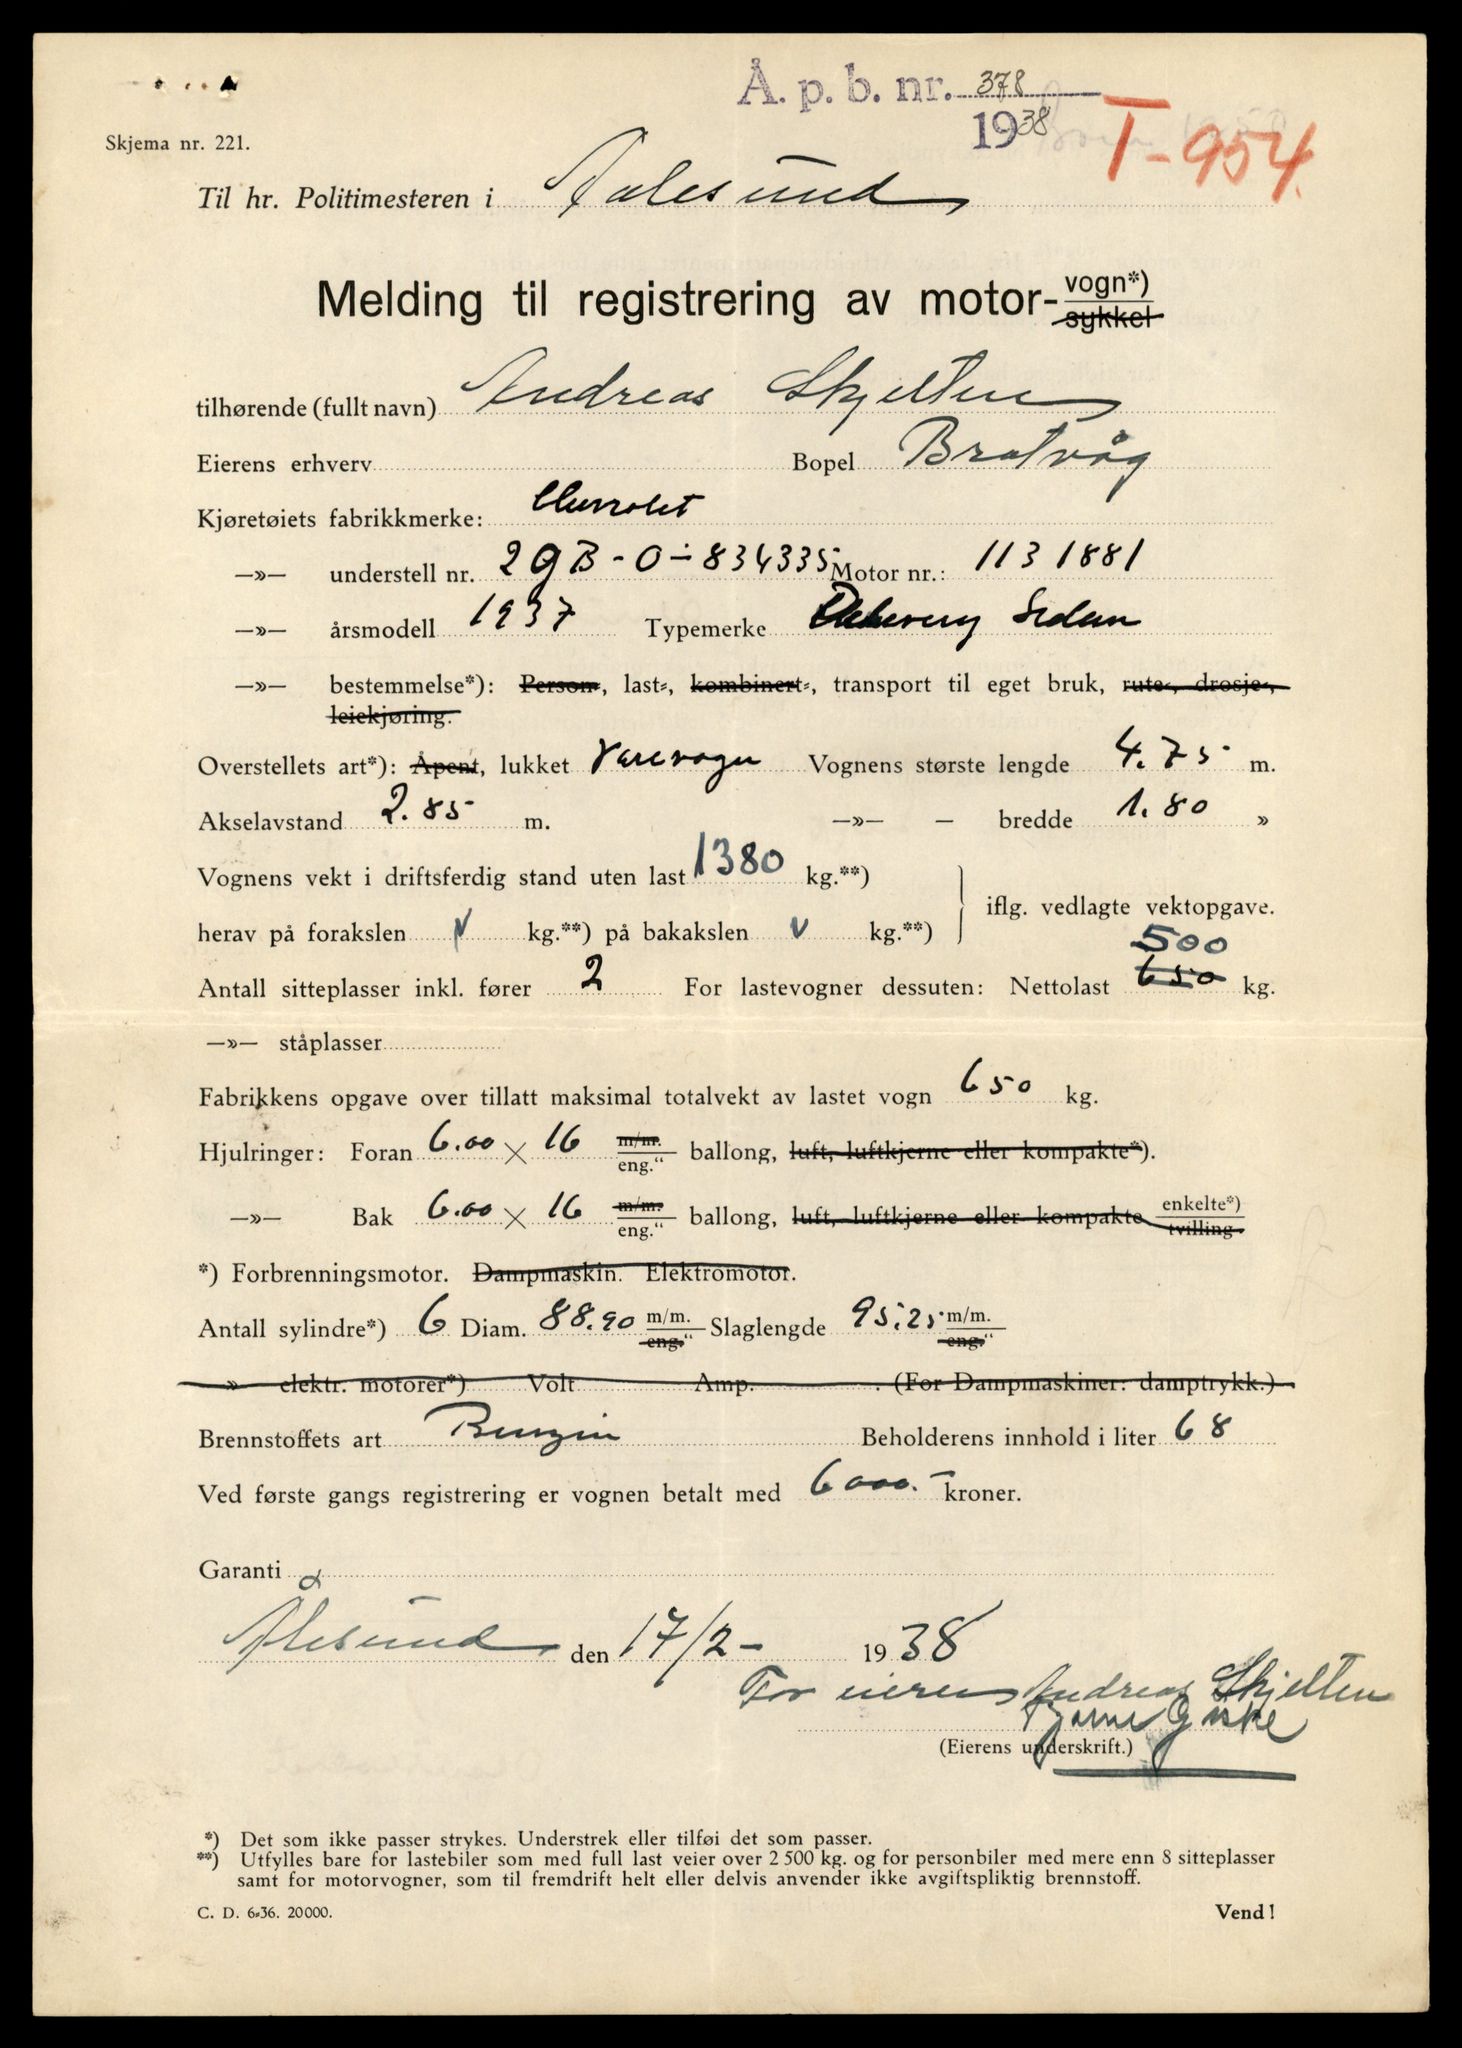 Å. p. b. nr. 378
1938
T-954.
Skjema nr. 221.
Til hr. Politimesteren i Aalesund
Melding til registrering av motor- vogn*)
sykkel
tilhørende (fullt navn) Andreas Skjelten
Eierens erhverv Bopel Bratvåg
Kjøretøiets fabrikkmerke: Chevrolet
—»— understell nr. 2 GB - 0 - 834335 Motor nr.: 1131881
—»— årsmodell 1937 Typemerke Delivery Sedan
—»— bestemmelse*): Person-, last-, kombinert-, transport til eget bruk, rute-, drosje-,
leiekjøring.
Overstellets art*): Åpent, lukket Varevogn Vognens største lengde 4.75 m.
Akselavstand 2.85 m. —»— — bredde 1.80 »
Vognens vekt i driftsferdig stand uten last 1380 kg.**)
iflg. vedlagte vektopgave.
herav på forakslen v kg.**) på bakakslen v kg.**)
500
Antall sitteplasser inkl. fører 2 For lastevogner dessuten: Nettolast 650 kg.
—»— ståplasser
Fabrikkens opgave over tillatt maksimal totalvekt av lastet vogn 650 kg.
Hjulringer: Foran 6.00 × 16 m/m. eng.“ ballong, luft, luftkjerne eller kompakte*).
—»— Bak 6.00 × 16 m/m. eng.“ ballong, luft, luftkjerne eller kompakte enkelte*) tvilling.
*) Forbrenningsmotor. Dampmaskin. Elektromotor.
Antall sylindre*) 6 Diam. 88.90 m/m. eng.“ Slaglengde 95.25 m/m. eng.“
» elektr. motorer*) Volt Amp. . (For Dampmaskiner: damptrykk.)
Brennstoffets art Benzin Beholderens innhold i liter 68
Ved første gangs registrering er vognen betalt med 6000.- kroner.
Garanti
Ålesund den 17/2- 1938
For eieren Andreas Skjelten
Bjarne Giske
(Eierens underskrift.)
*) Det som ikke passer strykes. Understrek eller tilføi det som passer.
**) Utfylles bare for lastebiler som med full last veier over 2 500 kg. og for personbiler med mere enn 8 sitteplasser
samt for motorvogner, som til fremdrift helt eller delvis anvender ikke avgiftspliktig brennstoff.
C. D. 6-36. 20000.
Vend!